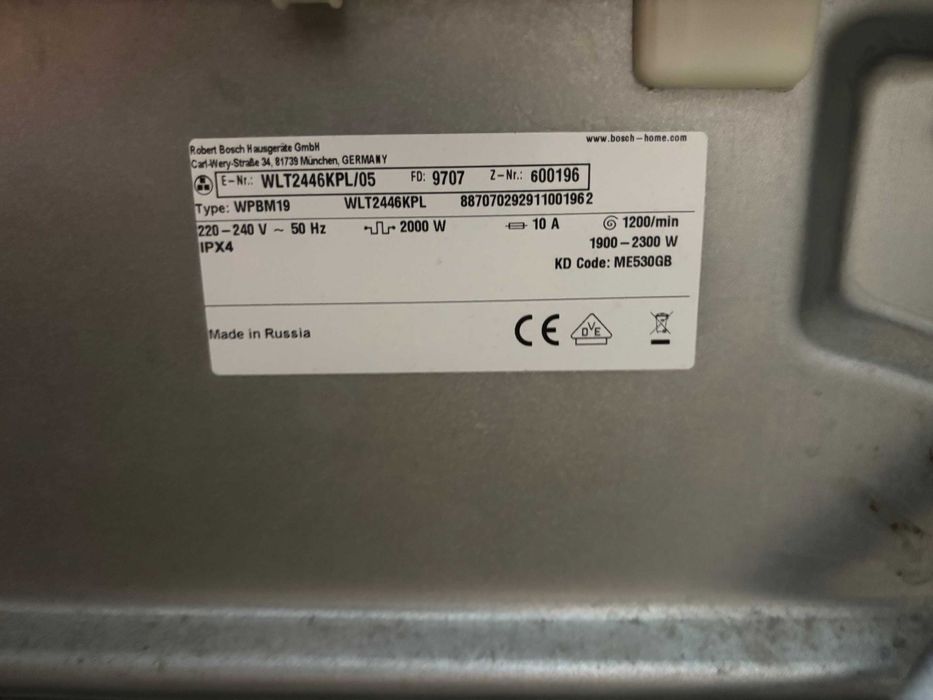 Robert Bosch Hausgeräte GmbH
www.bosch-home.com
Carl-Wery-Straße 34, 81739 München, GERMANY
E-Nr.: WLT2446KPL/05 FD: 9707 Z-Nr.: 600196
Type: WPBM19 WLT2446KPL 887070292911001962
220-240 V ~ 50 Hz 2000 W 10 A 1200/min
IPX4 1900-2300 W
KD Code: ME530GB
Made in Russia CE DVE